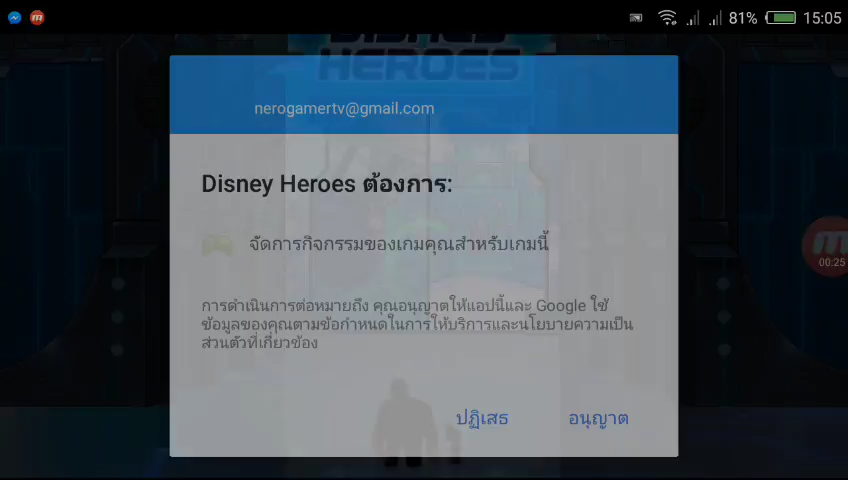 81% 15:05
DISNEY
HEROES
nerogamertv@gmail.com
Disney Heroes ต้องการ:
จัดการกิจกรรมของเกมคุณสำหรับเกมนี้
00:25
การดำเนินการต่อหมายถึง คุณอนุญาตให้แอปนี้และ Google ใช้
ข้อมูลของคุณตามข้อกำหนดในการให้บริการและนโยบายความเป็น
ส่วนตัวที่เกี่ยวข้อง
ปฏิเสธ อนุญาต